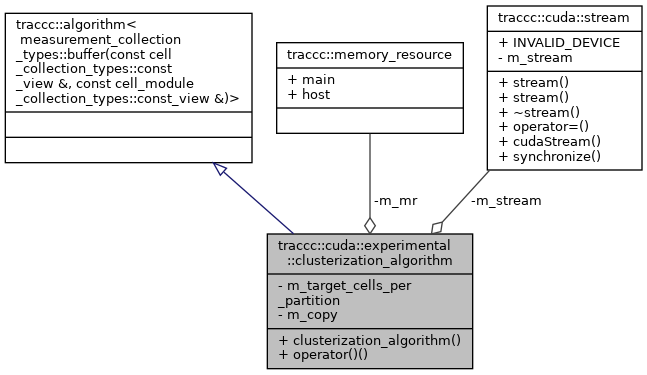 traccc::algorithm<
measurement_collection
_types::buffer(const cell
_collection_types::const
_view &, const cell_module
_collection_types::const_view &)>
traccc::memory_resource
+ main
+ host
traccc::cuda::stream
+ INVALID_DEVICE
- m_stream
+ stream()
+ stream()
+ ~stream()
+ operator=()
+ cudaStream()
+ synchronize()
-m_mr
-m_stream
traccc::cuda::experimental
::clusterization_algorithm
- m_target_cells_per
_partition
- m_copy
+ clusterization_algorithm()
+ operator()()